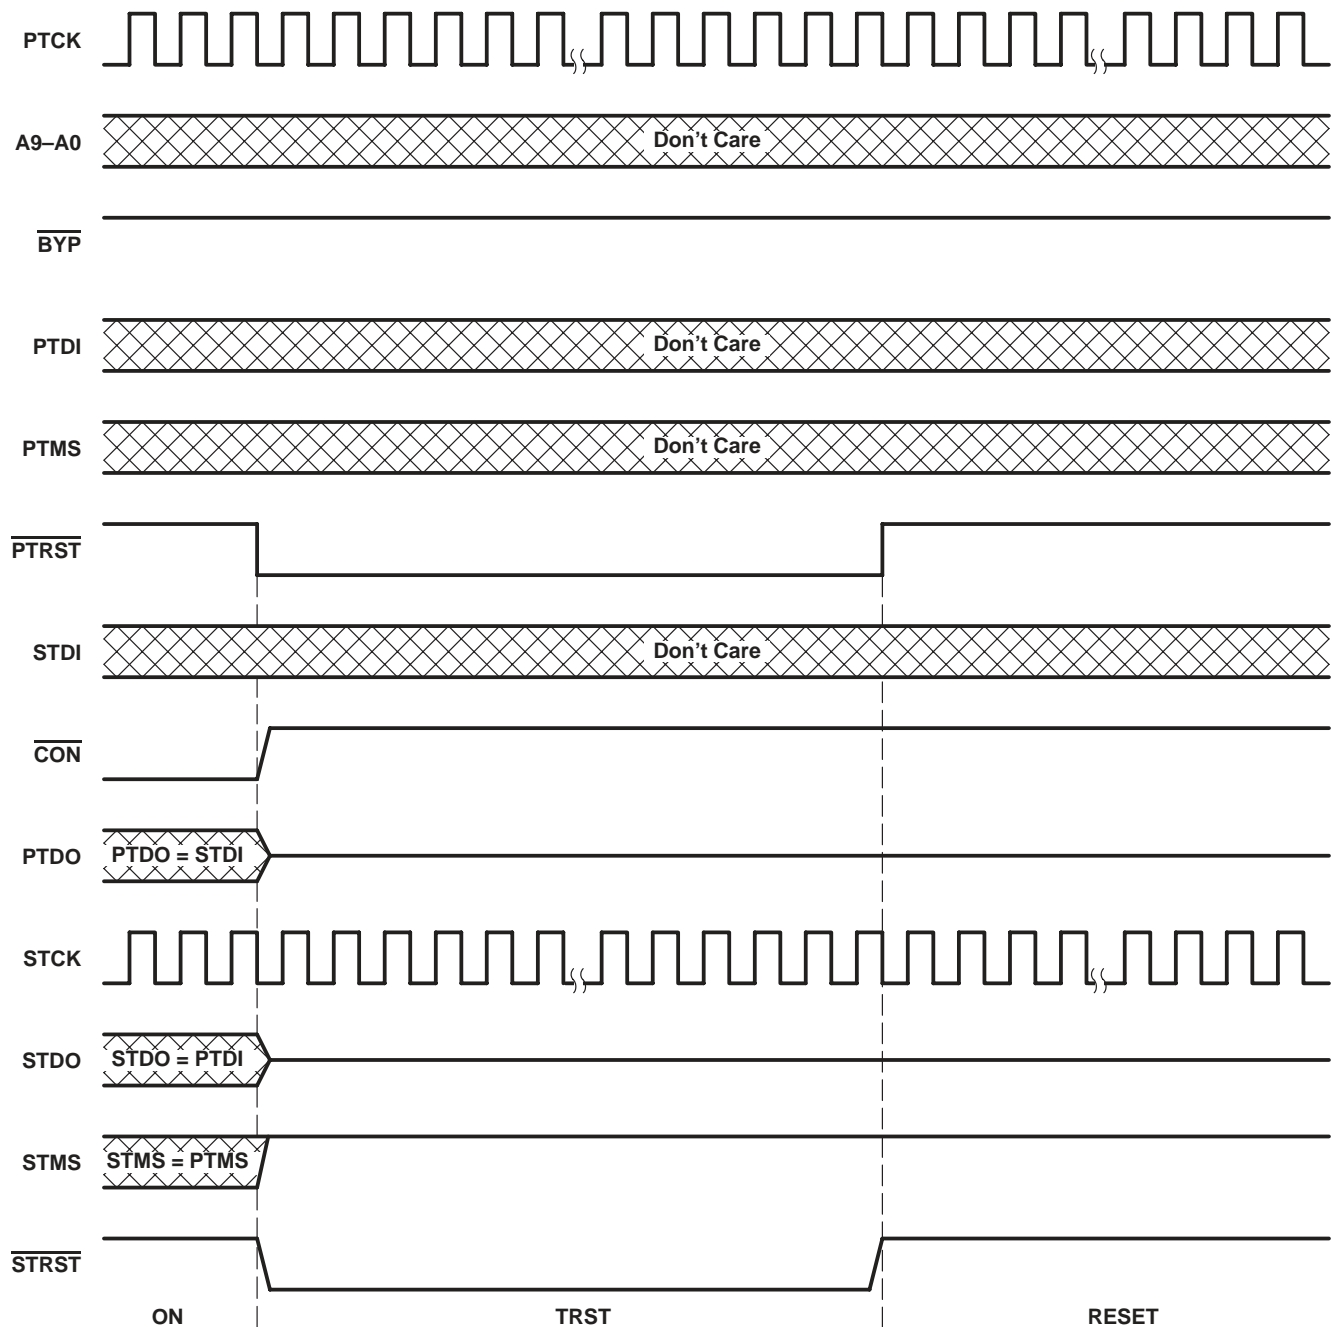 PTCK
A9–A0
Don't Care
BYP
PTDI
Don't Care
PTMS
Don't Care
PTRST
STDI
Don't Care
CON
PTDO
PTDO = STDI
STCK
STDO
STDO = PTDI
STMS
STMS = PTMS
STRST
ON TRST RESET